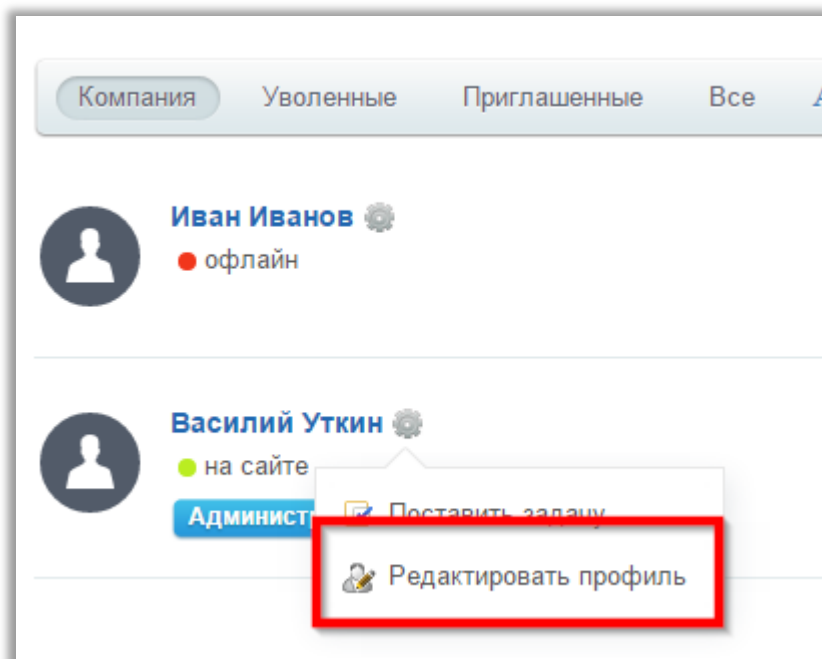 Компания Уволенные Приглашенные Все
Иван Иванов
офлайн
Василий Уткин
на сайте
Поставить задачу
Редактировать профиль